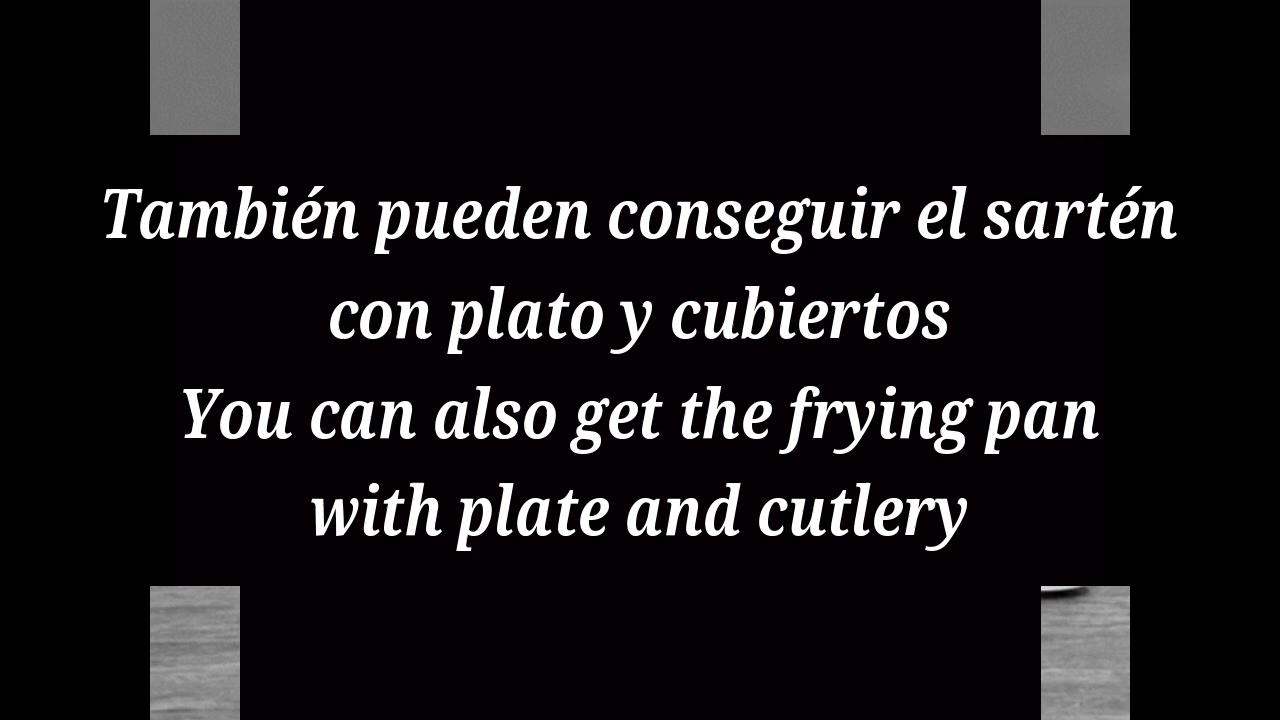 También pueden conseguir el sartén
con plato y cubiertos
You can also get the frying pan
with plate and cutlery